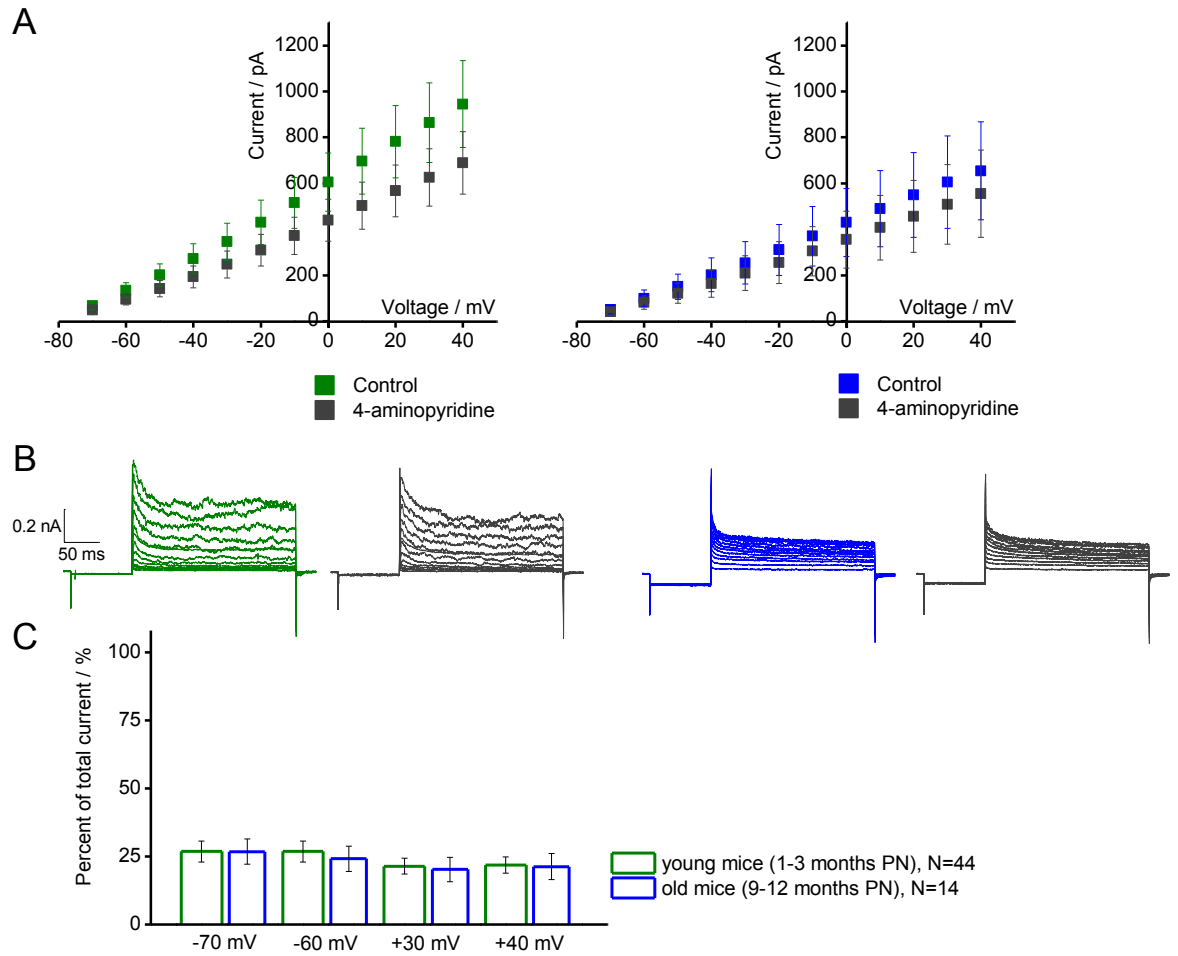 A
Current / pA
1200
1000
800
600
400
200
0
Voltage / mV
-80 -60 -40 -20 0 20 40
Control
4-aminopyridine
Current / pA
1200
1000
800
600
400
200
0
Voltage / mV
-80 -60 -40 -20 0 20 40
Control
4-aminopyridine
B
0.2 nA
50 ms
C
Percent of total current / %
100
75
50
25
0
-70 mV -60 mV +30 mV +40 mV
young mice (1-3 months PN), N=44
old mice (9-12 months PN), N=14